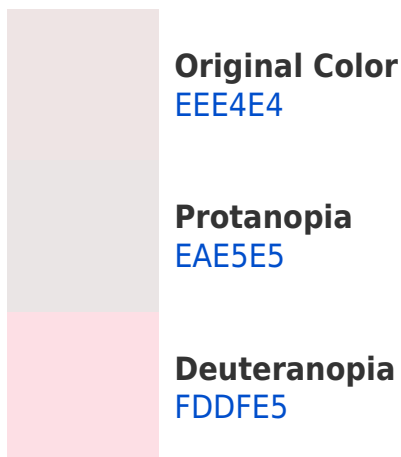 Original Color
EEE4E4
Protanopia
EAE5E5
Deuteranopia
FDDFE5